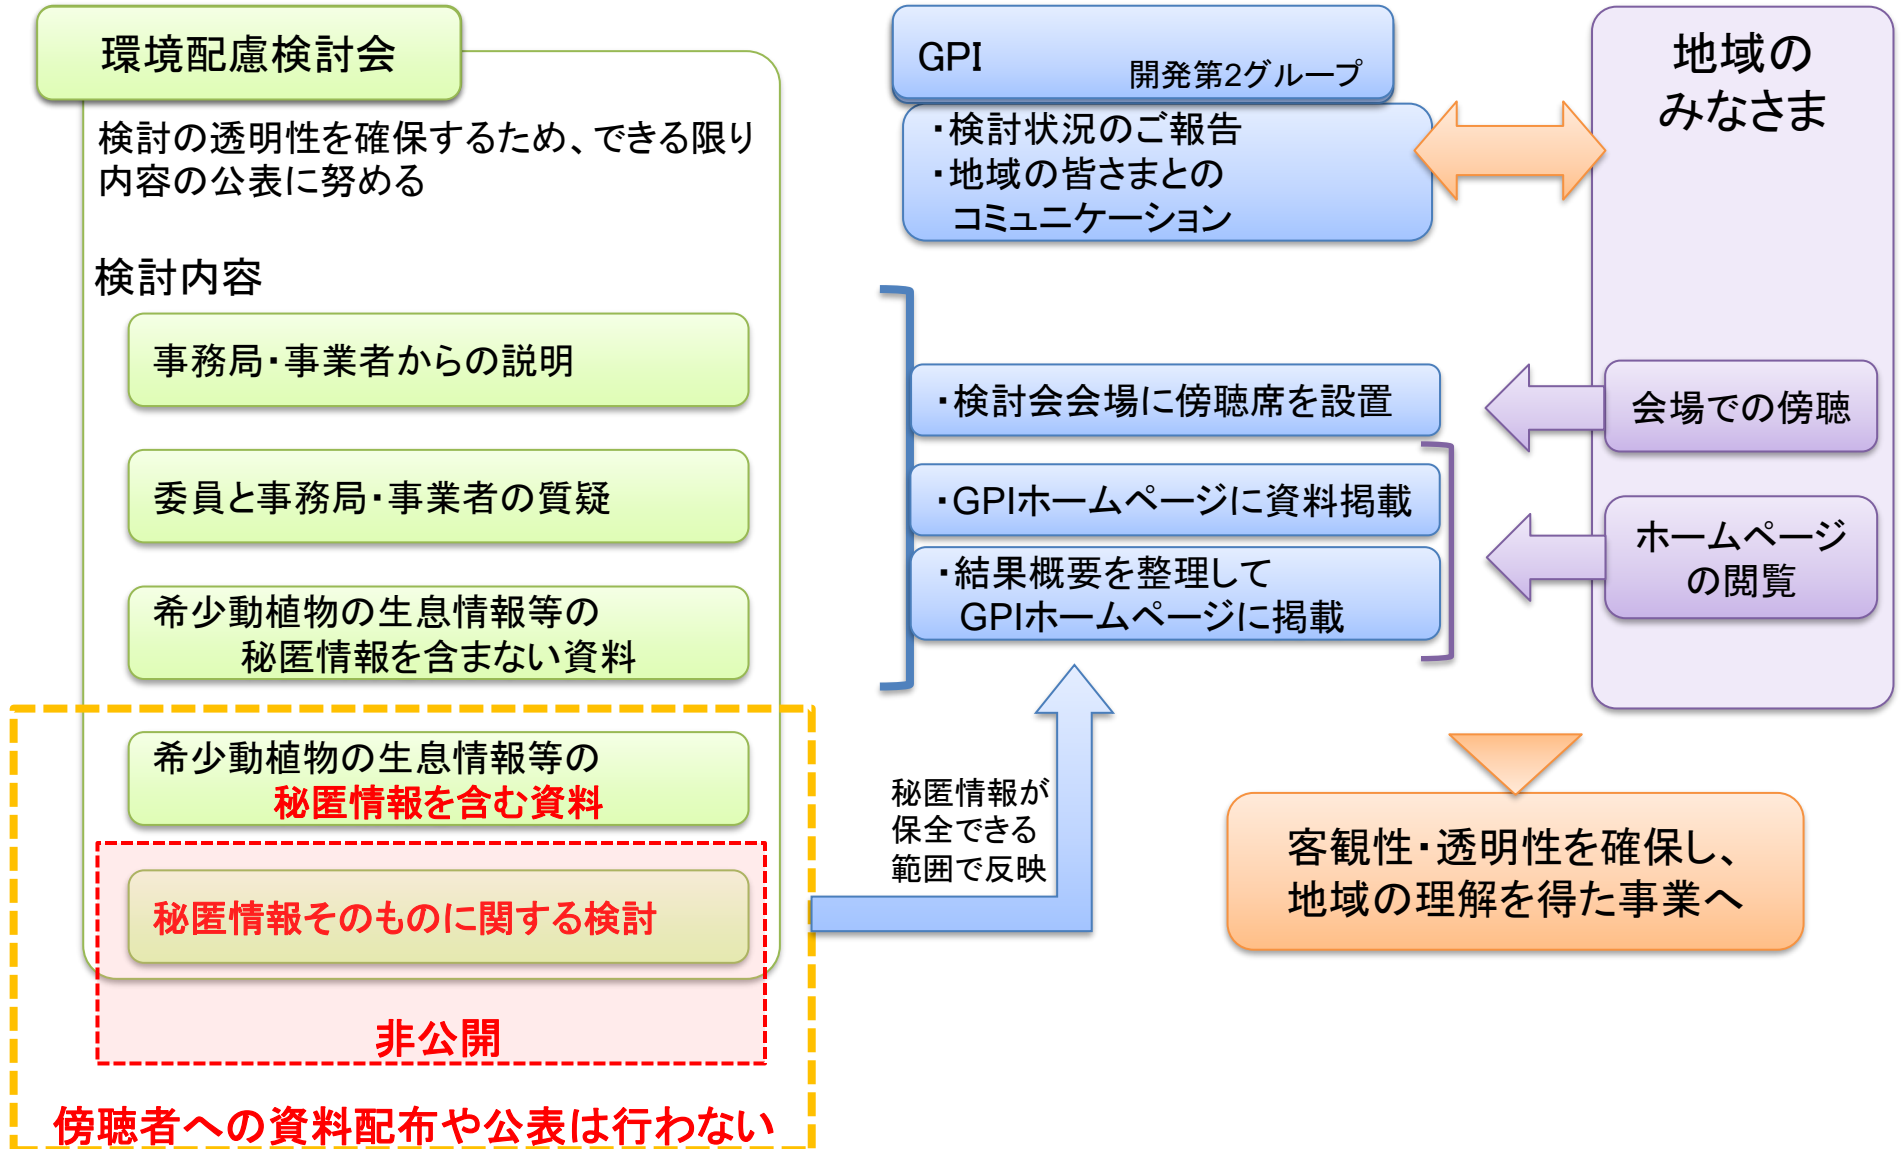 環境配慮検討会
検討の透明性を確保するため、できる限り
内容の公表に努める
検討内容
事務局・事業者からの説明
委員と事務局・事業者の質疑
希少動植物の生息情報等の
秘匿情報を含まない資料
希少動植物の生息情報等の
秘匿情報を含む資料
秘匿情報そのものに関する検討
非公開
傍聴者への資料配布や公表は行わない
GPI 開発第2グループ
・検討状況のご報告
・地域の皆さまとの
コミュニケーション
・検討会会場に傍聴席を設置
・GPIホームページに資料掲載
・結果概要を整理して
GPIホームページに掲載
秘匿情報が
保全できる
範囲で反映
地域の
みなさま
会場での傍聴
ホームページ
の閲覧
客観性・透明性を確保し、
地域の理解を得た事業へ